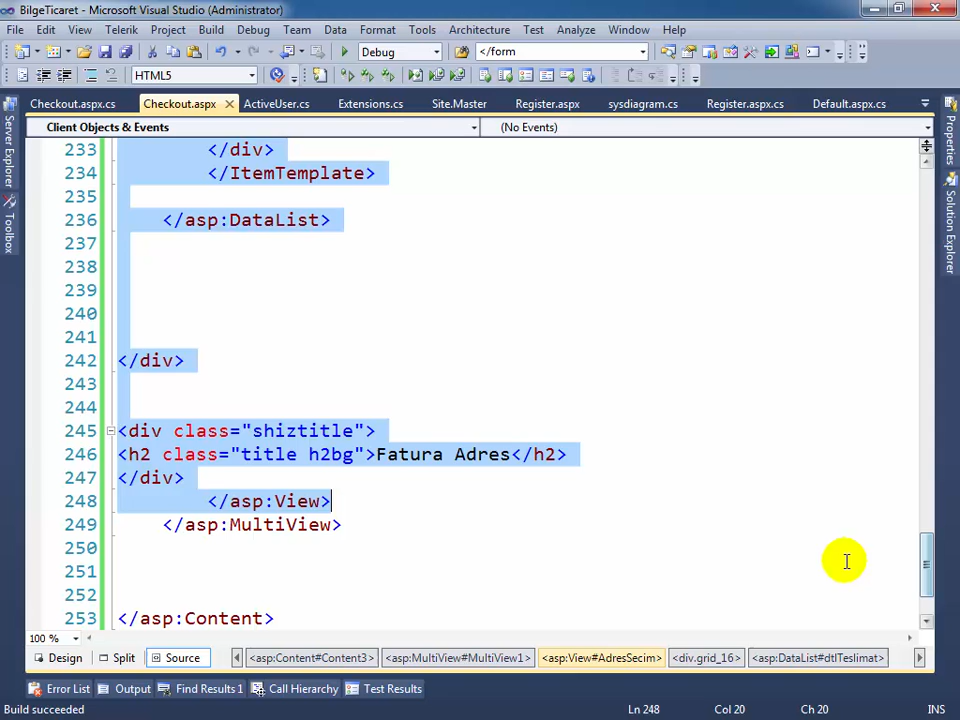 BilgeTicaret - Microsoft Visual Studio (Administrator)
File Edit View Telerik Project Build Debug Team Data Format Tools Architecture Test Analyze Window Help
Debug </form
HTML5
Checkout.aspx.cs Checkout.aspx ActiveUser.cs Extensions.cs Site.Master Register.aspx sysdiagram.cs Register.aspx.cs Default.aspx.cs
Client Objects & Events (No Events)
Server Explorer
Toolbox
Properties
Solution Explorer
233 </div>
234 </ItemTemplate>
235
236 </asp:DataList>
237
238
239
240
241
242 </div>
243
244
245 <div class="shiztitle">
246 <h2 class="title h2bg">Fatura Adres</h2>
247 </div>
248 </asp:View>
249 </asp:MultiView>
250
251
252
253 </asp:Content>
100 %
Design Split Source <asp:Content#Content3> <asp:MultiView#MultiView1> <asp:View#AdresSecim> <div.grid_16> <asp:DataList#dtlTeslimat>
Error List Output Find Results 1 Call Hierarchy Test Results
Build succeeded Ln 248 Col 20 Ch 20 INS